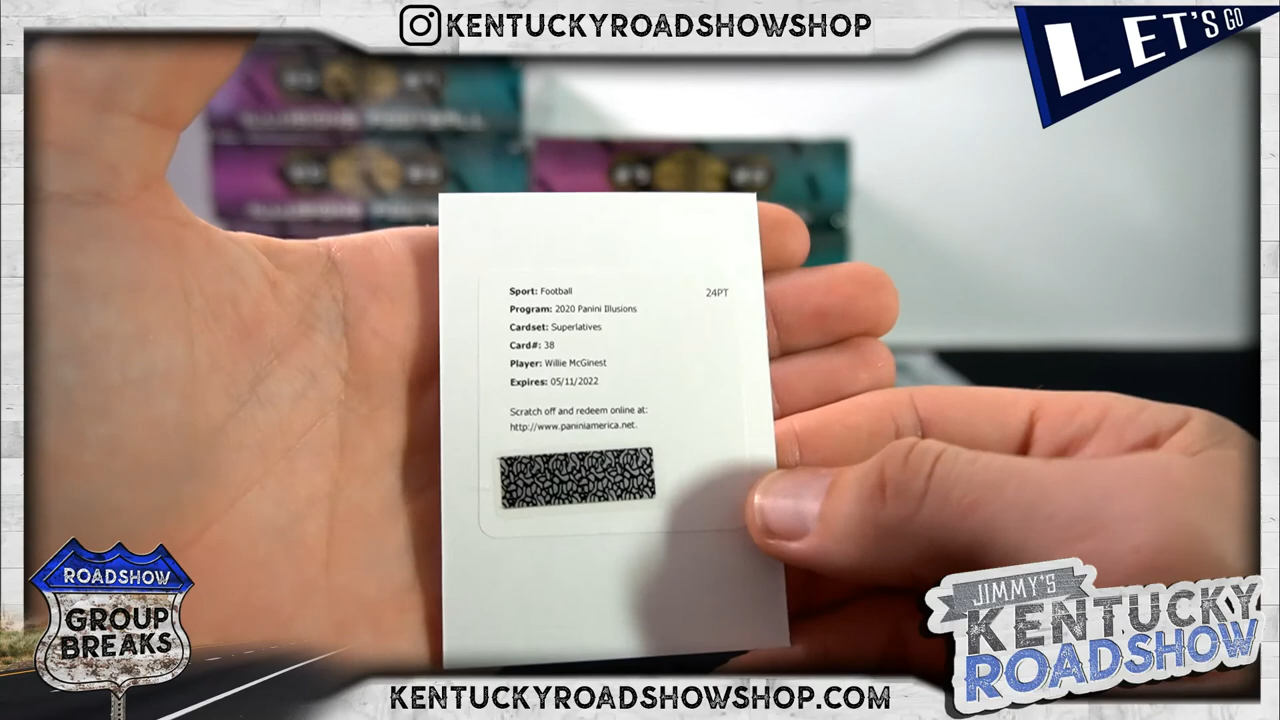 KENTUCKYROADSHOWSHOP
LET'S GO
Sport: Football
24PT
Program: 2020 Panini Illusions
Cardset: Superlatives
Card#: 38
Player: Willie McGinest
Expires: 05/11/2022
Scratch off and redeem online at:
http://www.paniniamerica.net.
ROADSHOW
GROUP
BREAKS
JIMMY'S
KENTUCKY
ROADSHOW
KENTUCKYROADSHOWSHOP.COM